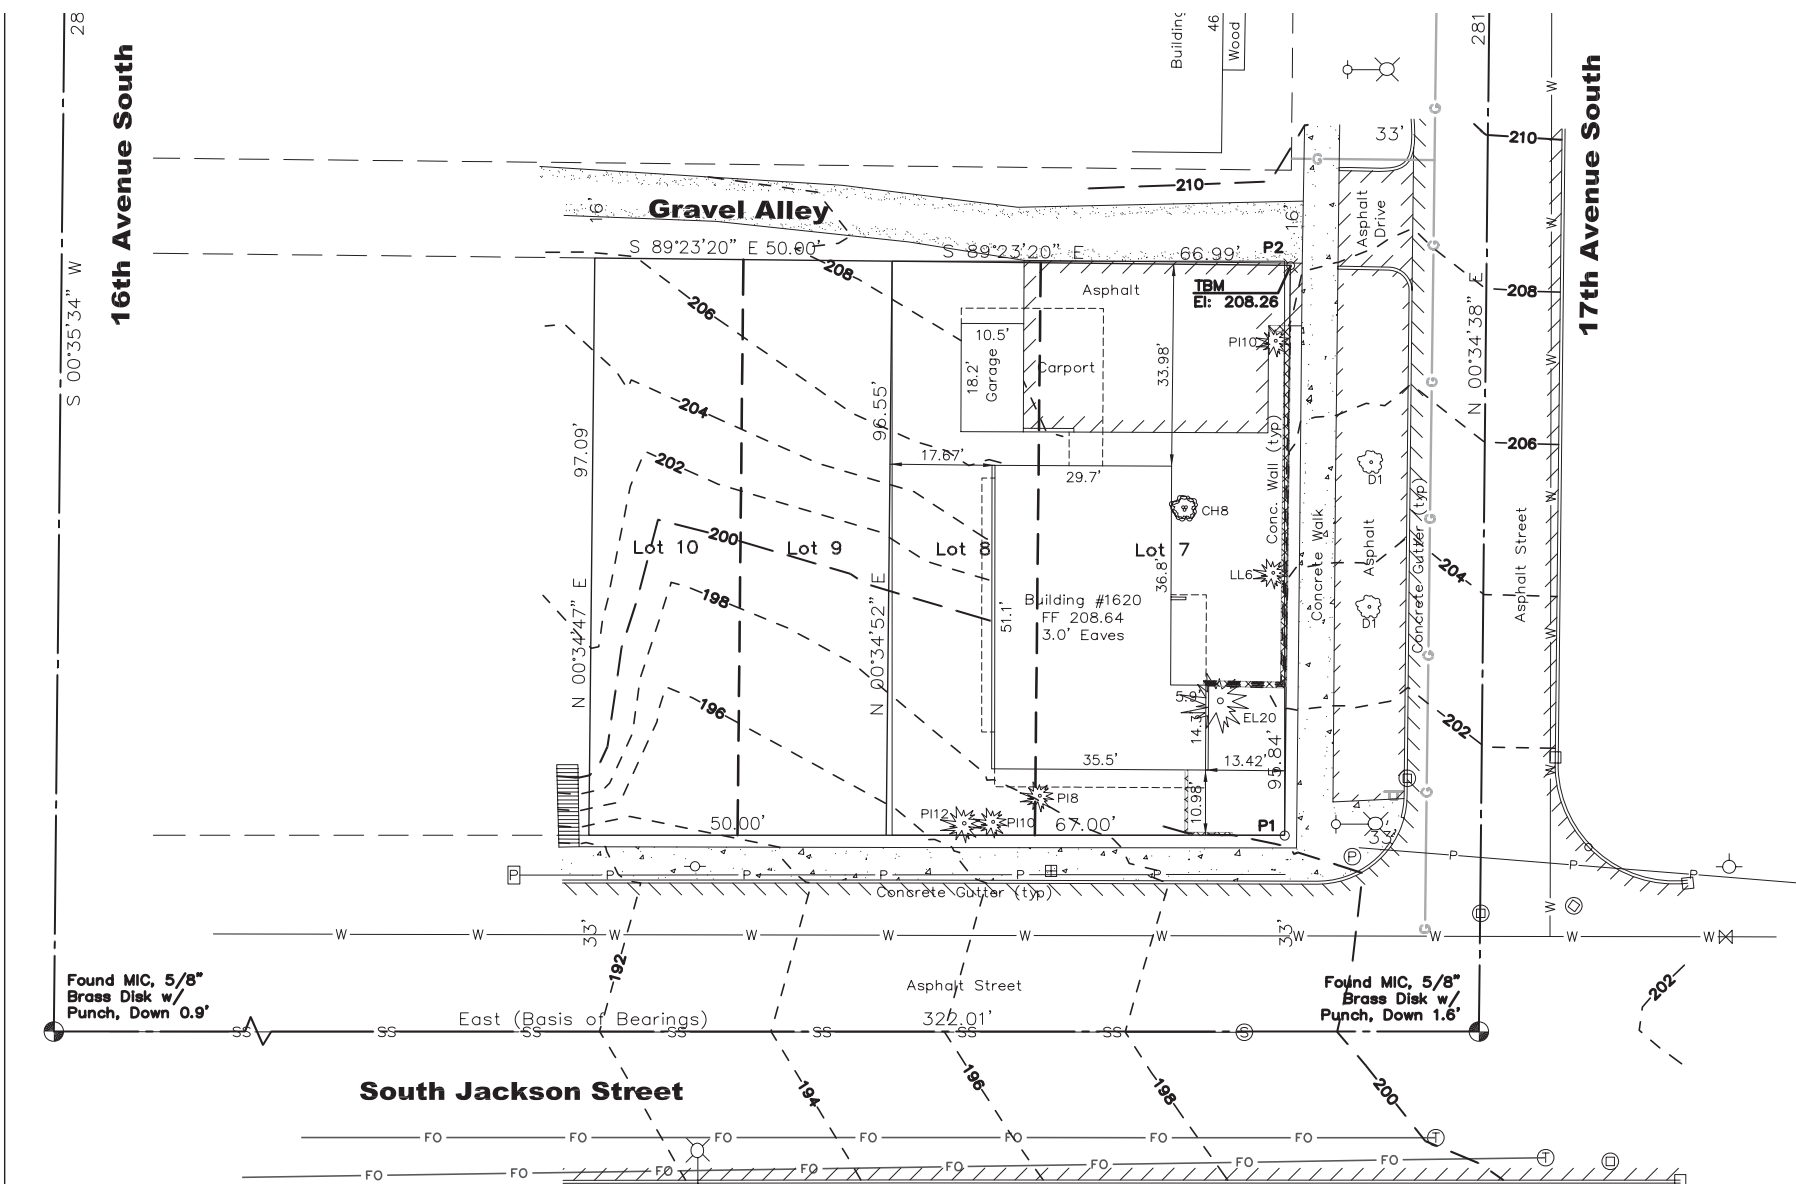 28
16th Avenue South
S 00°35'34" W
Building
46
Wood
281
17th Avenue South
33'
210
210
16'
Gravel Alley
16'
Asphalt
Drive
S 89°23'20" E 50.00'
S 89°23'20" E
66.99'
P2
TBM
El: 208.26
208
208
206
Asphalt
N 00°34'38" E
10.5'
18.2'
Garage
Carport
33.98'
PI10
204
96.55'
97.09'
202
17.67'
29.7'
206
Conc. Wall (typ)
D1
CH8
Concrete Walk
Asphalt
Concrete Gutter (typ)
Asphalt Street
200
Lot 10
Lot 9
Lot 8
Lot 7
36.8'
LL6
204
198
N 00°34'47" E
N 00°34'52" E
51.1'
Building #1620
FF 208.64
3.0' Eaves
D1
196
5.9'
EL20
202
95.84'
35.5'
13.42'
PI8
PI12
PI10
50.00'
67.00'
10.98'
P1
33'
P P P P P P P P P P
Concrete Gutter (typ)
G G G G G G G G
W W W W W W W
33'
33'
W W W W W W W W W W W
192
Found MIC, 5/8"
Brass Disk w/
Punch, Down 0.9'
Asphalt Street
Found MIC, 5/8"
Brass Disk w/
Punch, Down 1.6'
202
East (Basis of Bearings)
322.01'
SS SS SS SS SS SS SS S
South Jackson Street
194
196
198
200
FO FO FO FO FO FO FO T
FO FO FO FO FO FO FO FO T